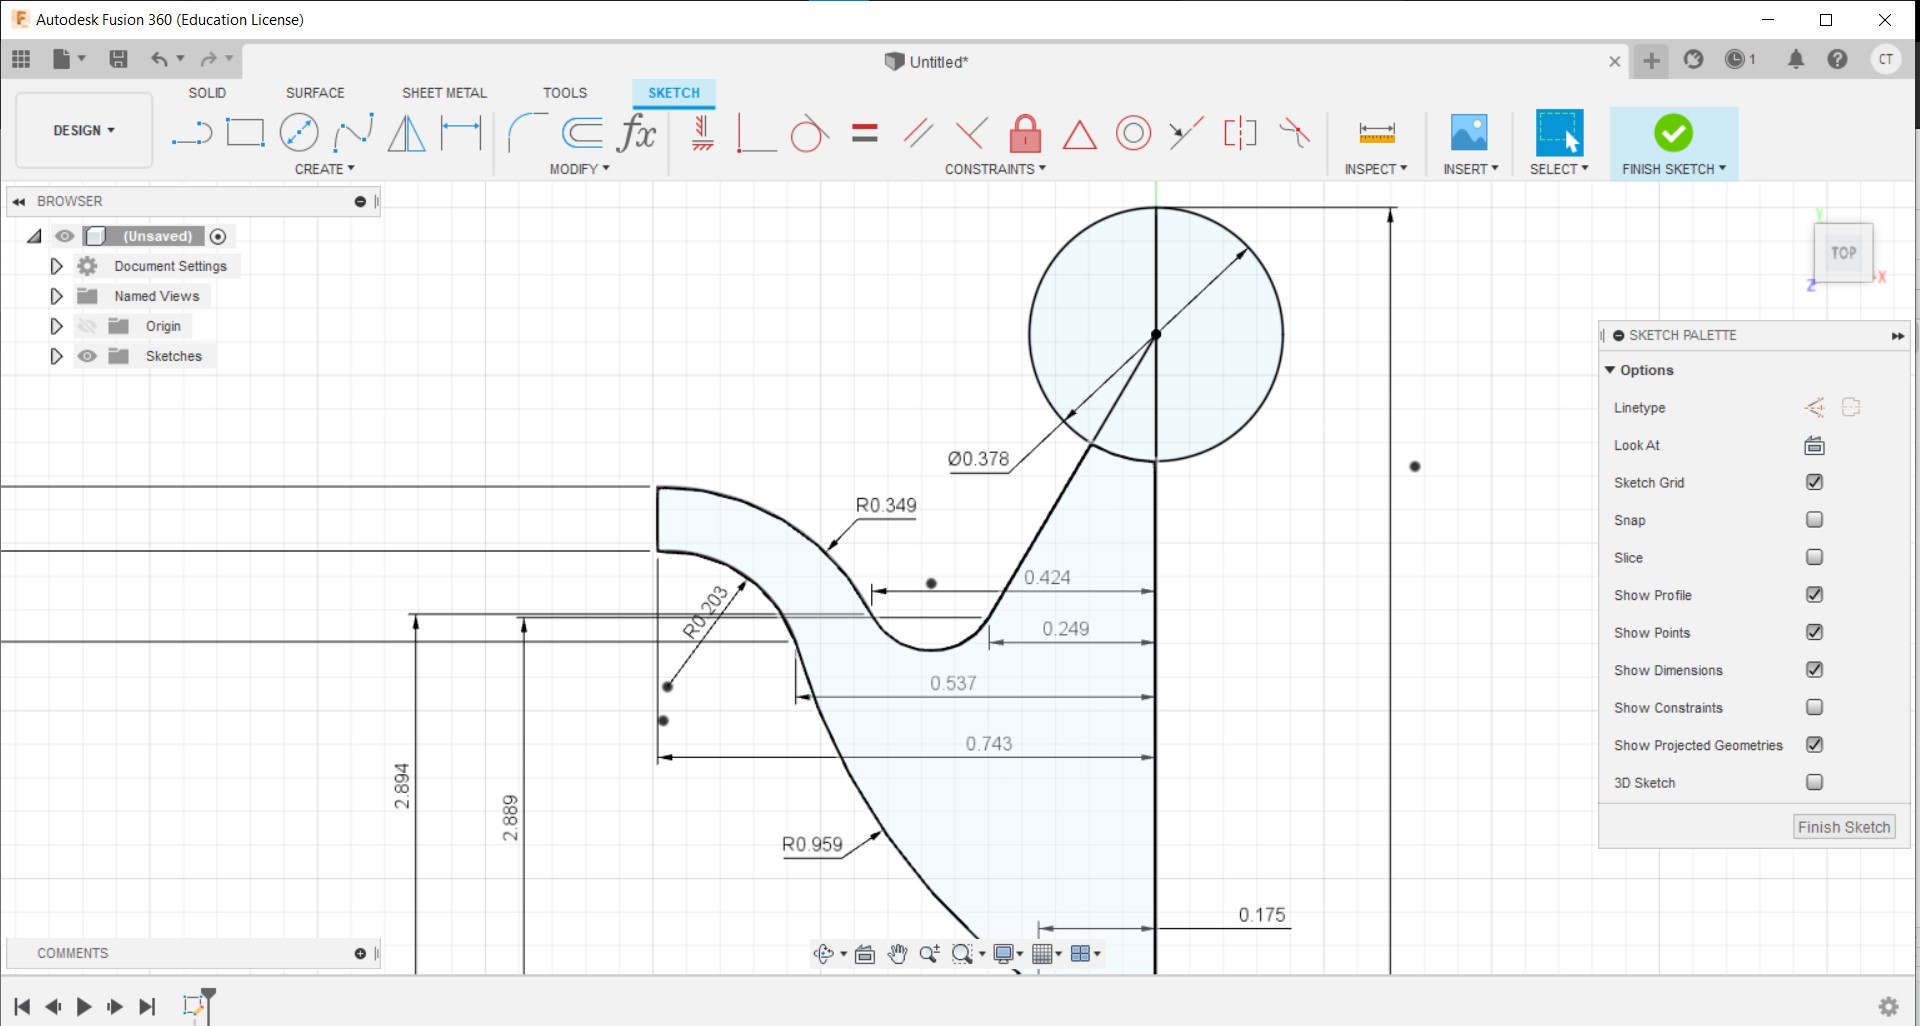 Autodesk Fusion 360 (Education License)
Untitled*
1
CT
SOLID
SURFACE
SHEET METAL
TOOLS
SKETCH
DESIGN
fx
CREATE
MODIFY
CONSTRAINTS
INSPECT
INSERT
SELECT
FINISH SKETCH
BROWSER
(Unsaved)
Document Settings
Named Views
Origin
Sketches
Y
TOP
Z
X
SKETCH PALETTE
Options
Linetype
Look At
Sketch Grid
Snap
Slice
Show Profile
Show Points
Show Dimensions
Show Constraints
Show Projected Geometries
3D Sketch
Finish Sketch
Ø0.378
R0.349
0.424
R0.203
0.249
0.537
0.743
2.894
2.889
R0.959
0.175
COMMENTS